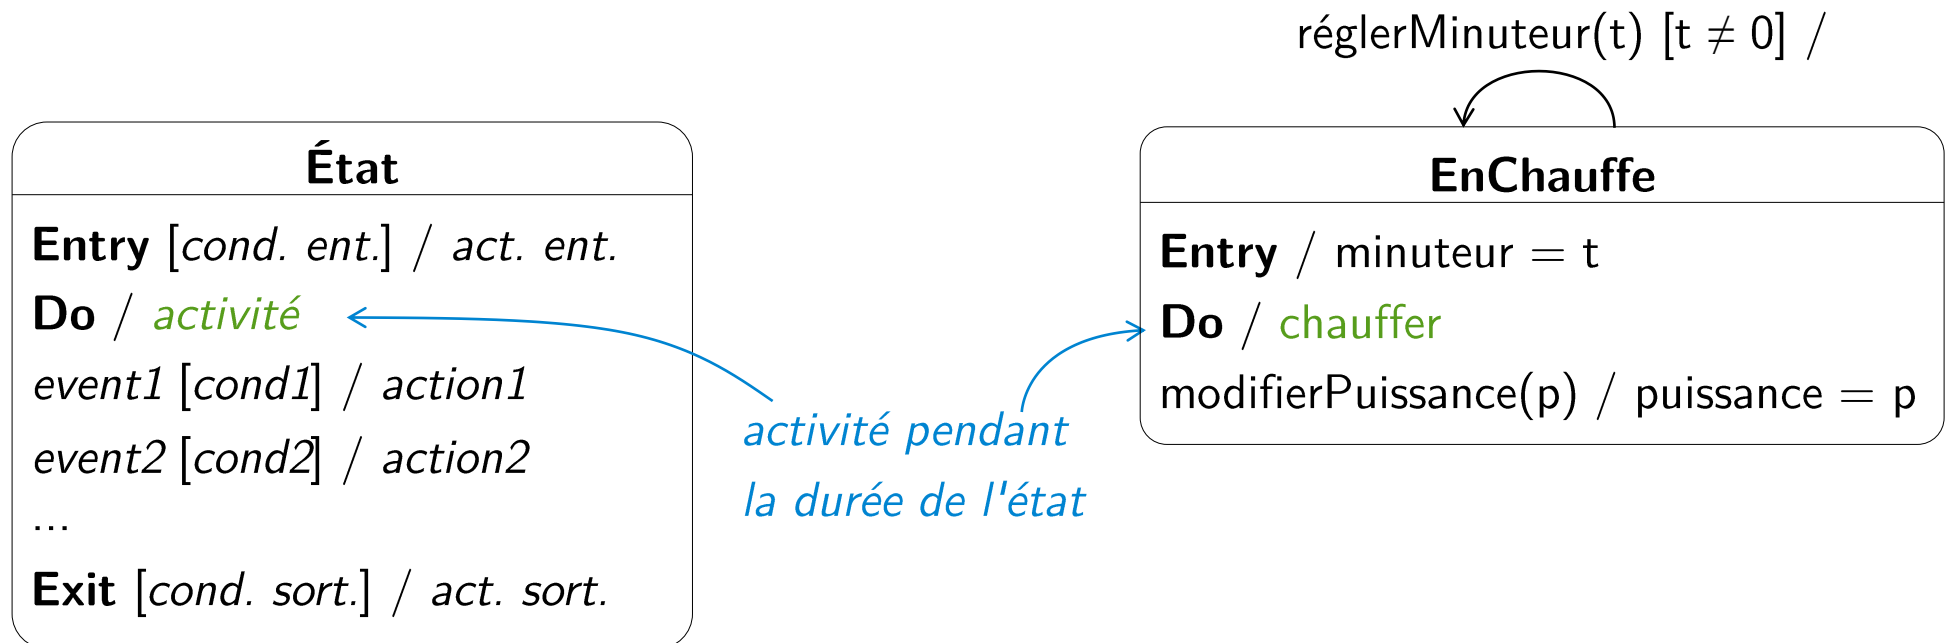 réglerMinuteur(t) [t ≠ 0] /
État
Entry [cond. ent.] / act. ent.
Do / activité
event1 [cond1] / action1
event2 [cond2] / action2
...
Exit [cond. sort.] / act. sort.
activité pendant
la durée de l'état
EnChauffe
Entry / minuteur = t
Do / chauffer
modifierPuissance(p) / puissance = p